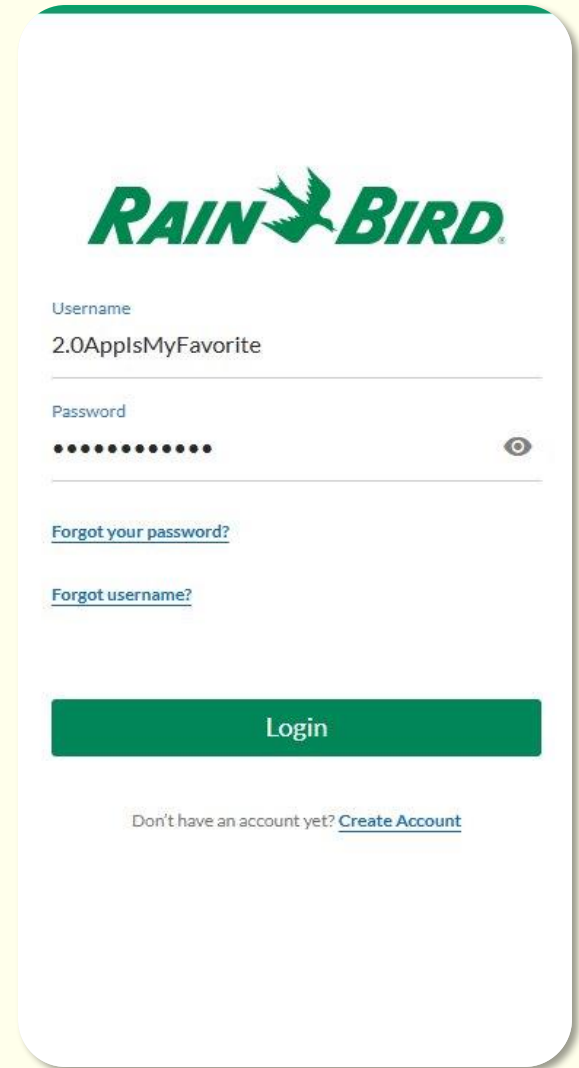 RAIN BIRD®
Username
2.0AppIsMyFavorite
Password
••••••••••••
Forgot your password?
Forgot username?
Login
Don't have an account yet? Create Account